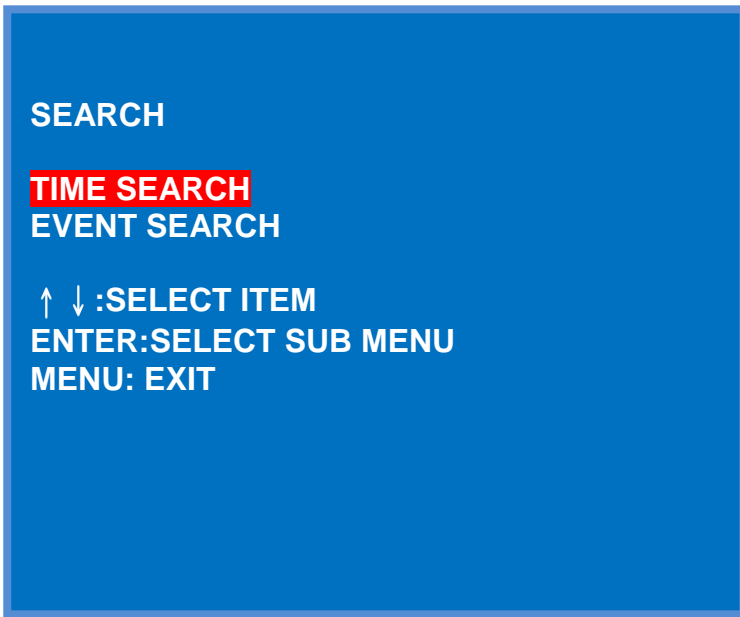 SEARCH
TIME SEARCH
EVENT SEARCH
↑ ↓ :SELECT ITEM
ENTER:SELECT SUB MENU
MENU: EXIT